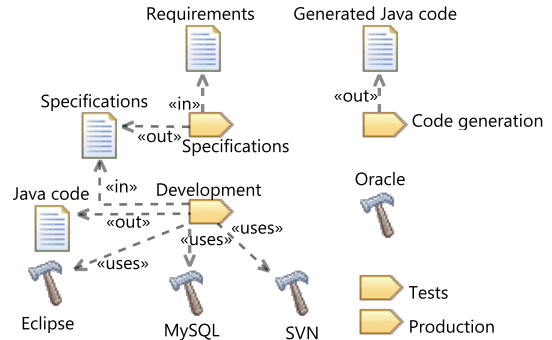 Requirements
Generated Java code
«in»
«out»
Specifications
«out»
Specifications
Code generation
«in»
Development
Oracle
Java code
«out»
«uses»
«uses»
«uses»
Tests
Eclipse
MySQL
SVN
Production